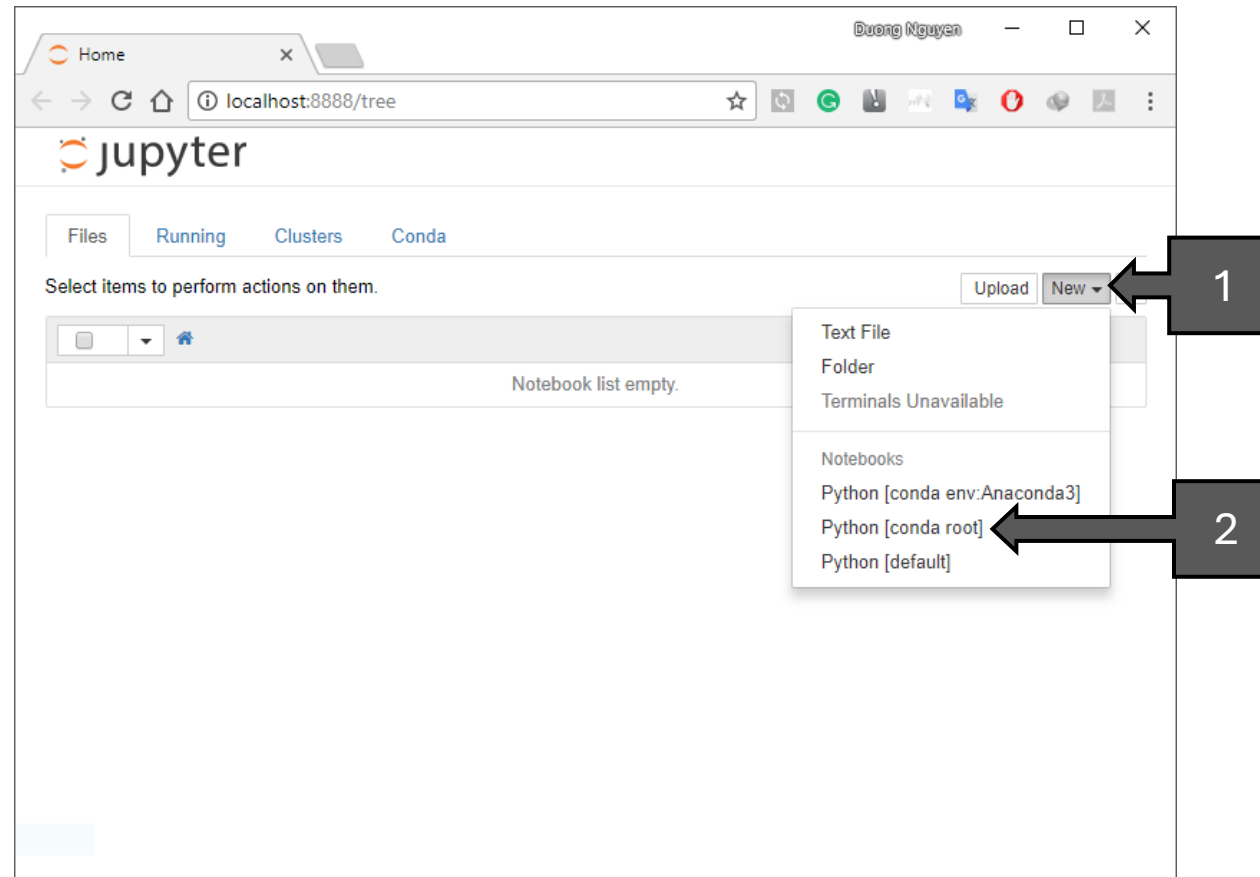 Duong Nguyen
Home
localhost:8888/tree
jupyter
Files Running Clusters Conda
Select items to perform actions on them.
Upload New
1
Text File
Folder
Terminals Unavailable
Notebook list empty.
Notebooks
Python [conda env:Anaconda3]
Python [conda root]
2
Python [default]